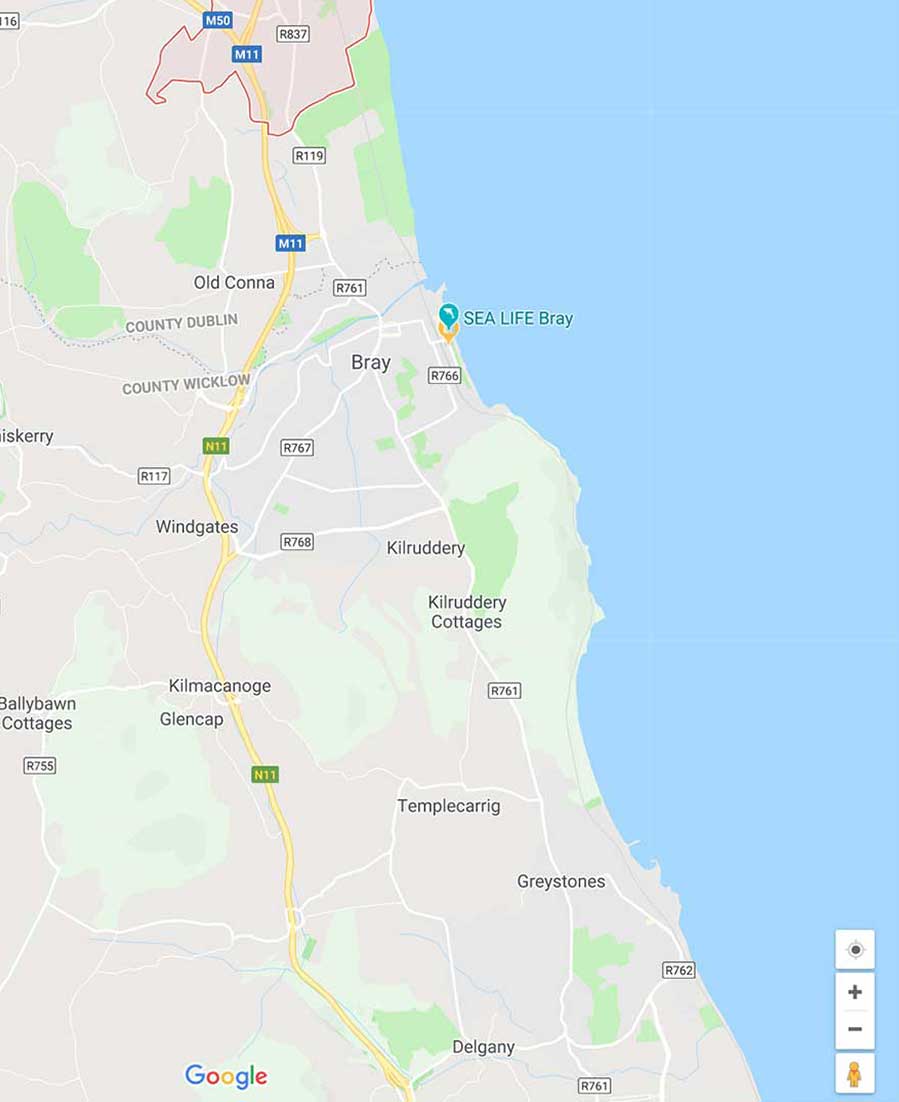 116
M50
R837
M11
R119
M11
Old Conna
R761
COUNTY DUBLIN
SEA LIFE Bray
Bray
R766
COUNTY WICKLOW
iskerry
N11
R767
R117
Windgates
R768
Kilruddery
Kilruddery
Cottages
Kilmacanoge
R761
Ballybawn
Cottages
Glencap
R755
N11
Templecarrig
Greystones
R762
Delgany
Google
R761